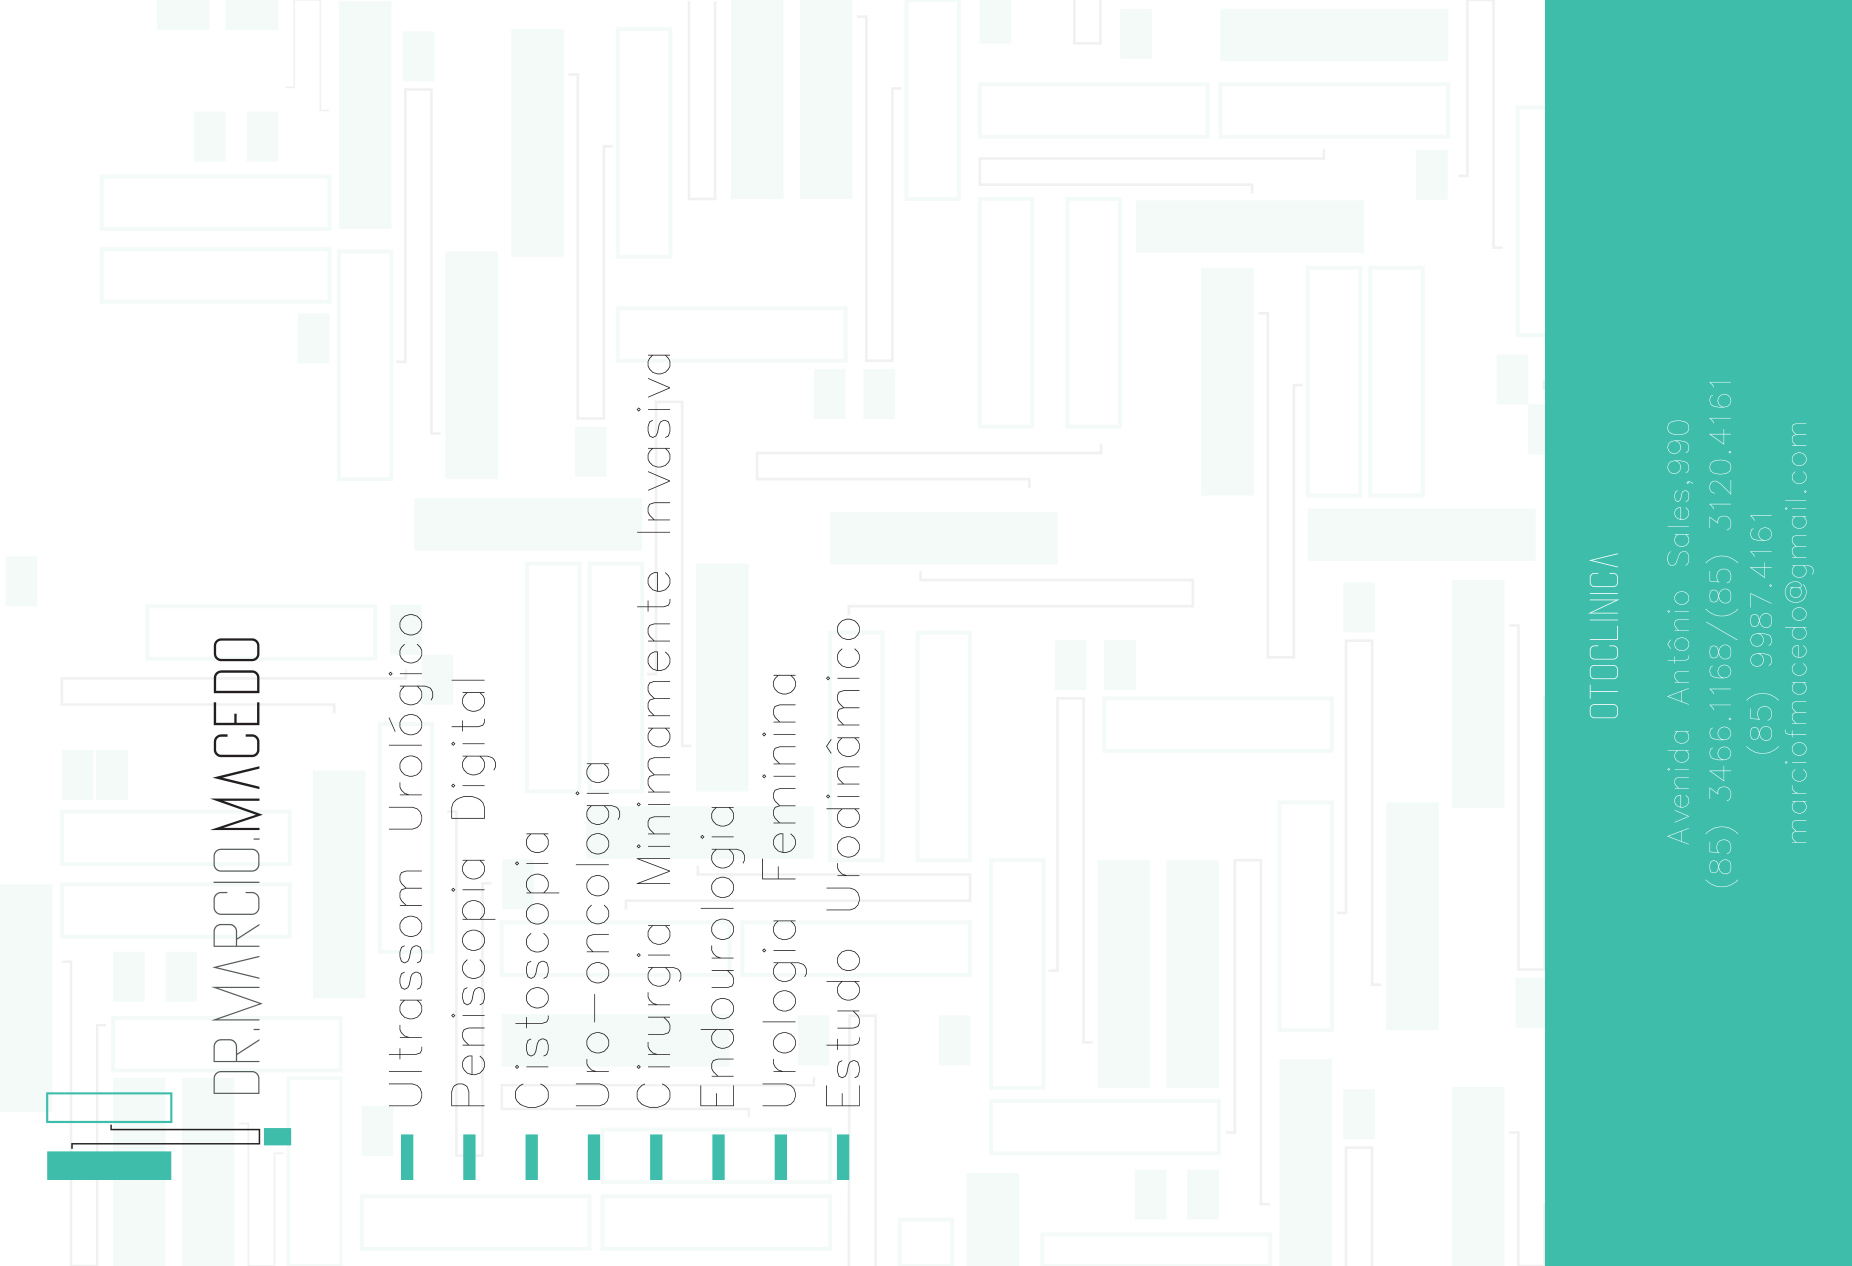 DR.MARCIO.MACEDO
Ultrassom Urológico
Peniscopia Digital
Cistoscopia
Uro-oncologia
Cirurgia Minimamente Invasiva
Endourologia
Urologia Feminina
Estudo Urodinâmico
OTOCLINICA
Avenida Antônio Sales,990
(85) 3466.1168/(85) 3120.4161
(85) 9987.4161
marciofmacedo@gmail.com